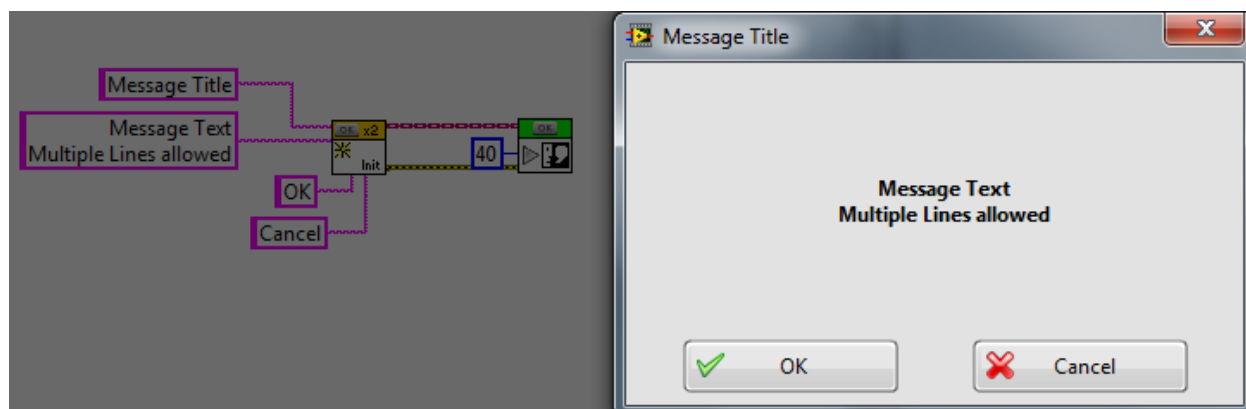 Message Title
Message Text
Multiple Lines allowed
OK x2
Init
OK
Cancel
40
OK
Message Title
x
Message Text
Multiple Lines allowed
OK
Cancel